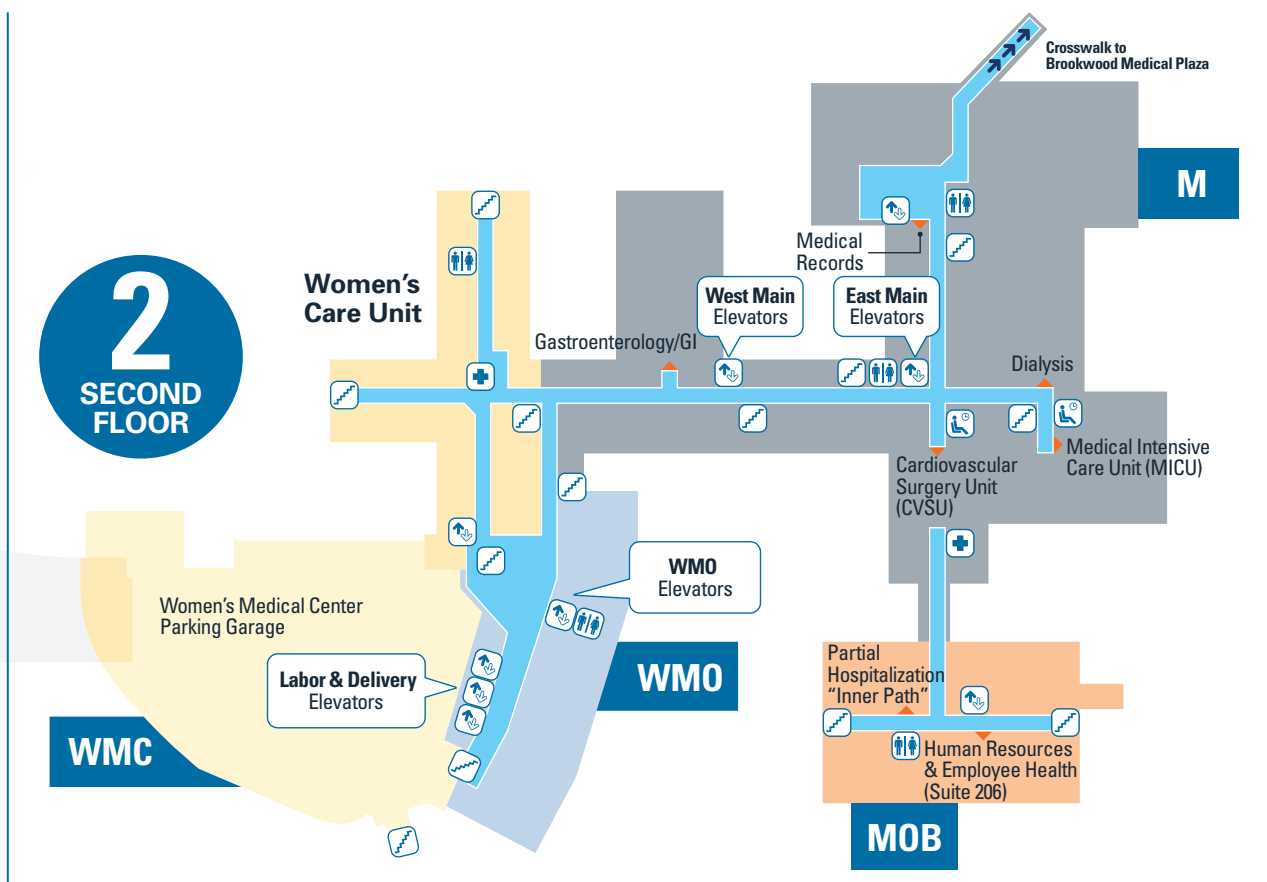 Crosswalk to
Brookwood Medical Plaza
M
Medical
Records
2
SECOND
FLOOR
Women's
Care Unit
West Main
Elevators
East Main
Elevators
Gastroenterology/GI
Dialysis
Medical Intensive
Care Unit (MICU)
Cardiovascular
Surgery Unit
(CVSU)
WMO
Elevators
Women's Medical Center
Parking Garage
Labor & Delivery
Elevators
WMO
WMC
Partial
Hospitalization
“Inner Path”
Human Resources
& Employee Health
(Suite 206)
MOB